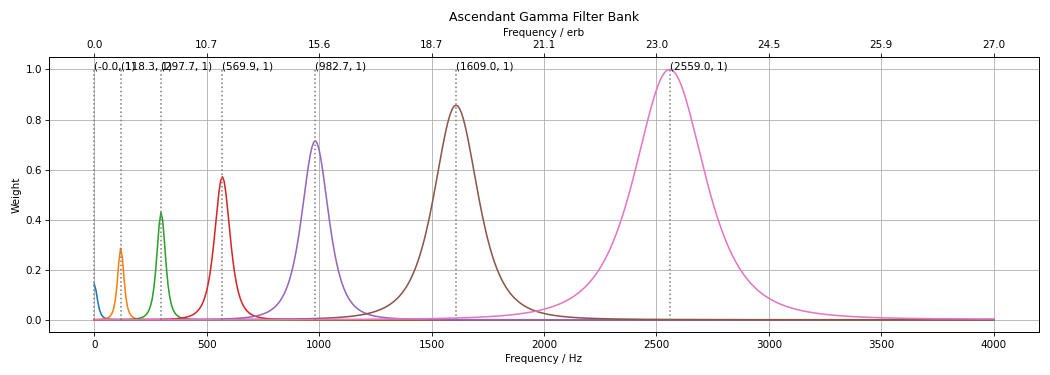 Ascendant Gamma Filter Bank
Frequency / erb
0.0 10.7 15.6 18.7 21.1 23.0 24.5 25.9 27.0
(-0.0, 1) (118.3, 1) (297.7, 1) (569.9, 1) (982.7, 1) (1609.0, 1) (2559.0, 1)
1.0
0.8
0.6
0.4
0.2
0.0
Weight
0 500 1000 1500 2000 2500 3000 3500 4000
Frequency / Hz